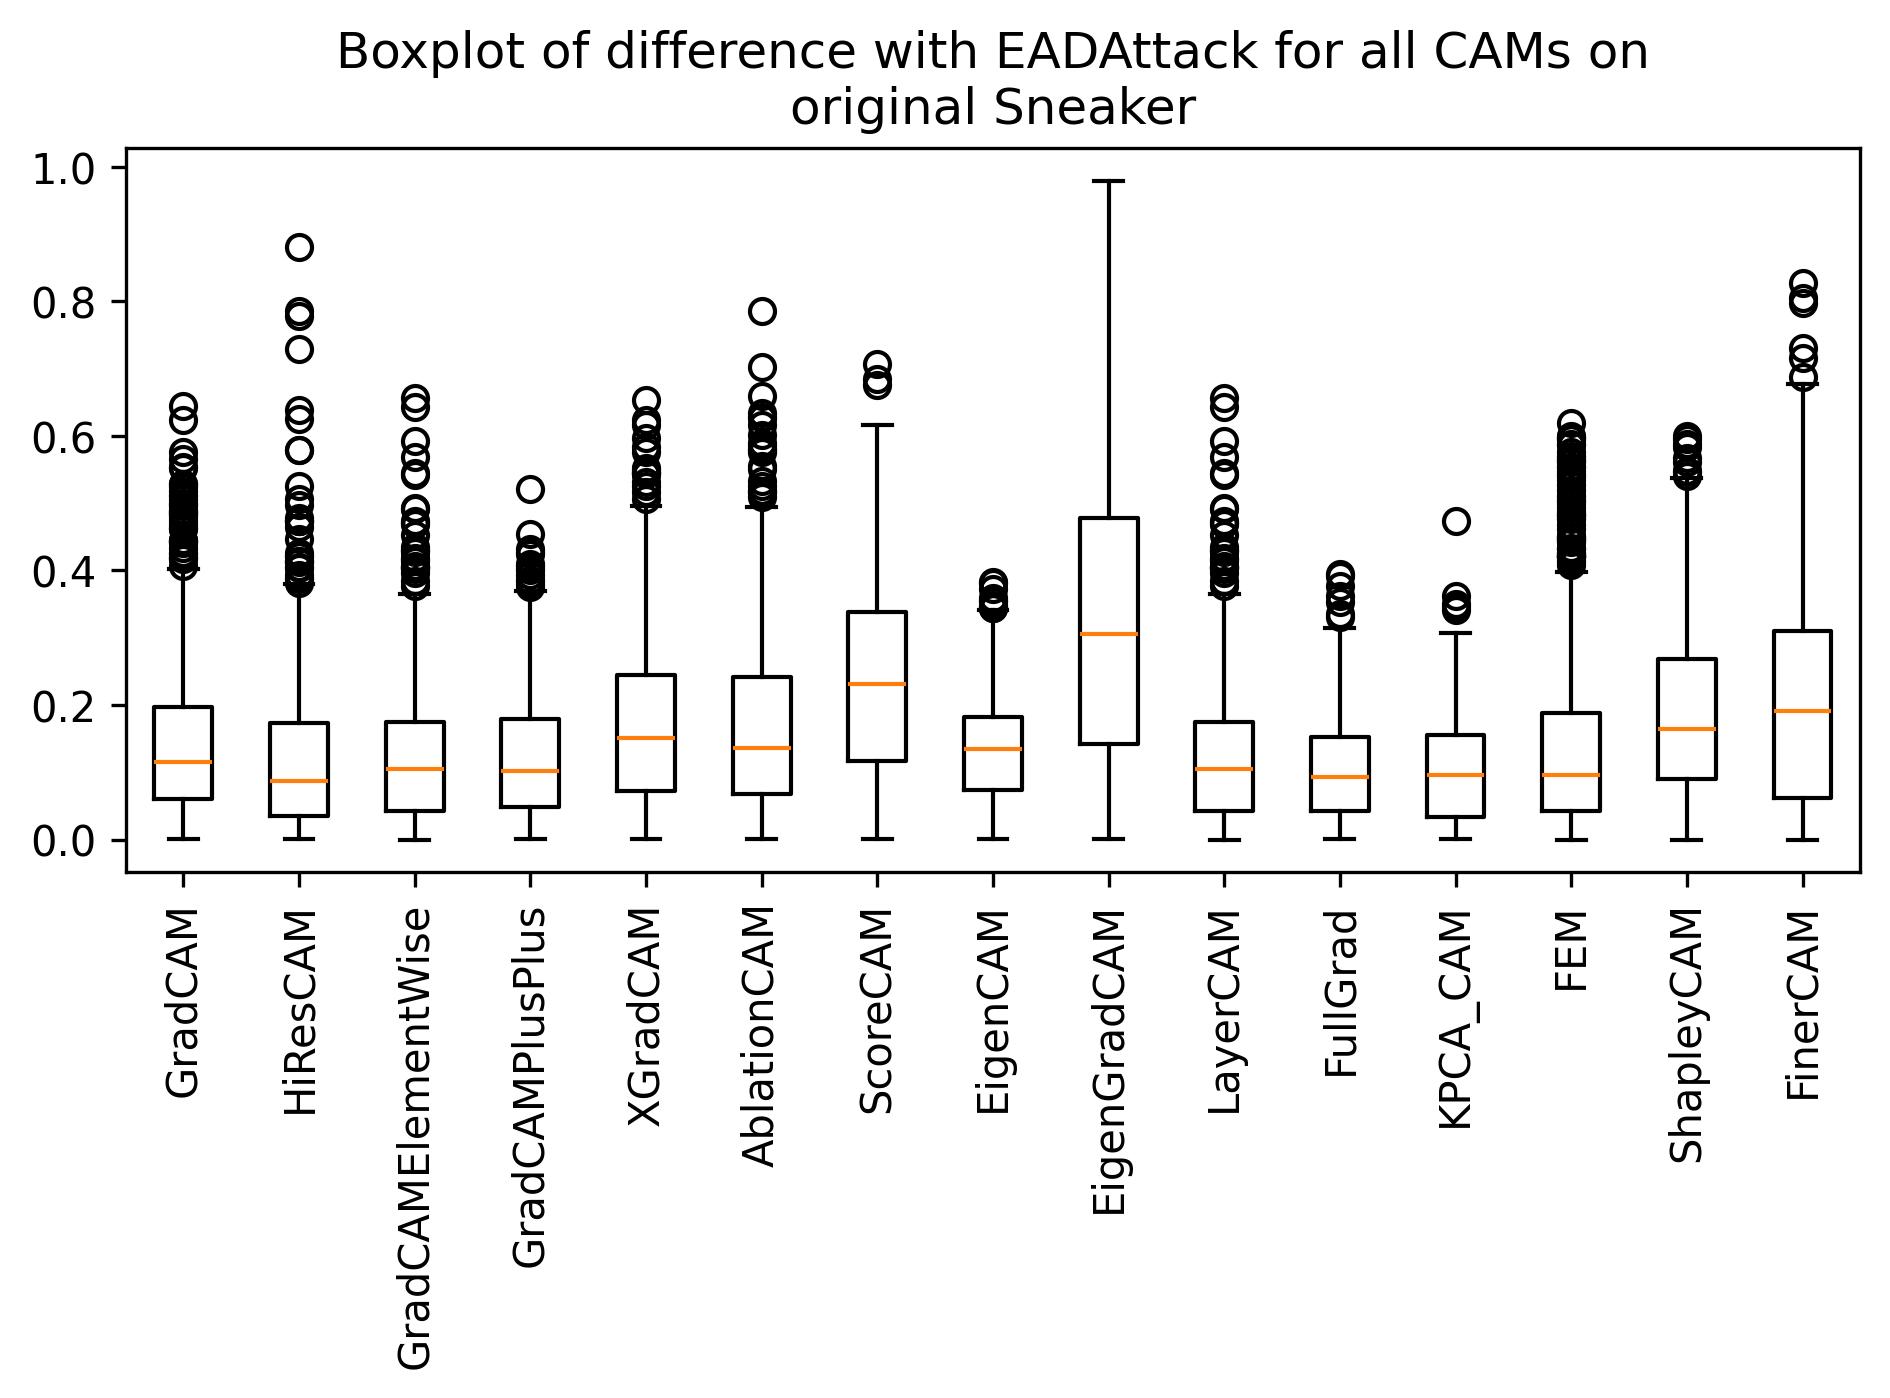 Boxplot of difference with EADAttack for all CAMs on
original Sneaker
1.0
0.8
0.6
0.4
0.2
0.0
GradCAM
HiResCAM
GradCAMElementWise
GradCAMPlusPlus
XGradCAM
AblationCAM
ScoreCAM
EigenCAM
EigenGradCAM
LayerCAM
FullGrad
KPCA_CAM
FEM
ShapleyCAM
FinerCAM